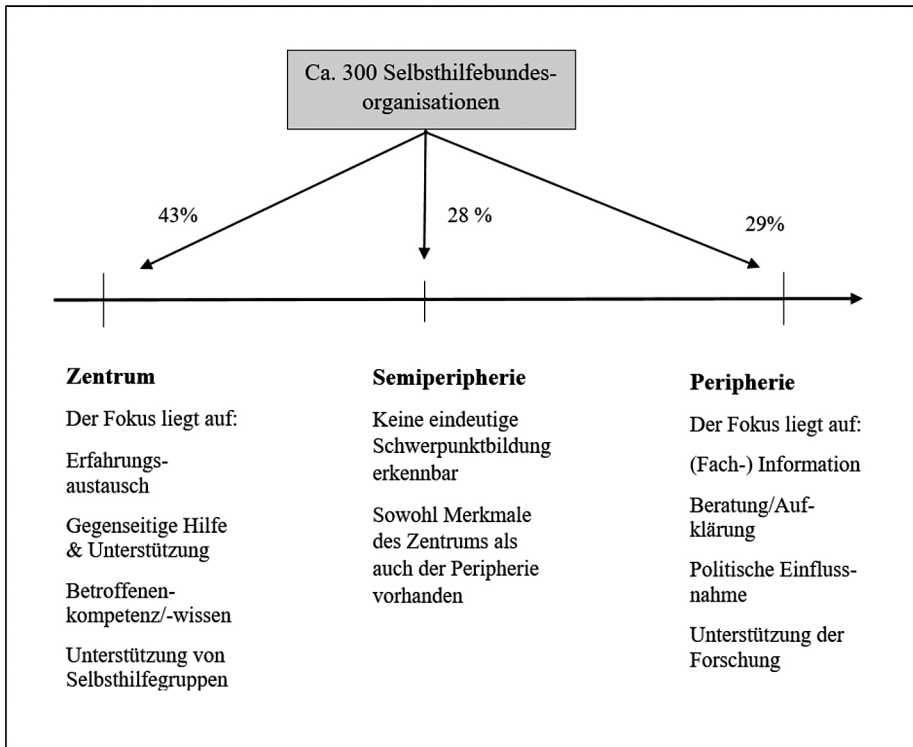 Ca. 300 Selbsthilfebundes-
organisationen
43%
28 %
29%
Zentrum
Der Fokus liegt auf:
Erfahrungs-
austausch
Gegenseitige Hilfe
& Unterstützung
Betroffenen-
kompetenz/-wissen
Unterstützung von
Selbsthilfegruppen
Semiperipherie
Keine eindeutige
Schwerpunktbildung
erkennbar
Sowohl Merkmale
des Zentrums als
auch der Peripherie
vorhanden
Peripherie
Der Fokus liegt auf:
(Fach-) Information
Beratung/Auf-
klärung
Politische Einfluss-
nahme
Unterstützung der
Forschung